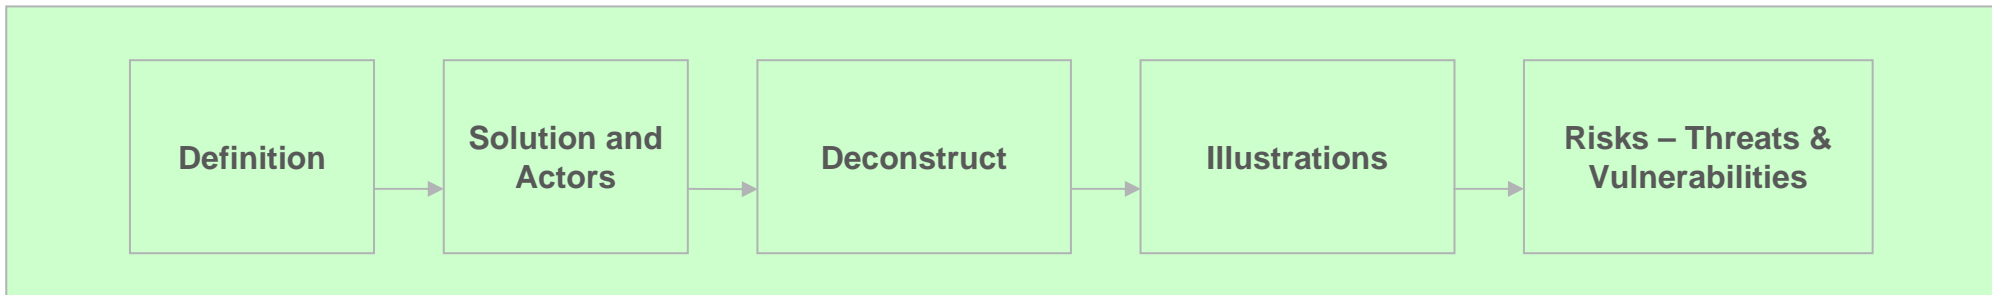 Definition
Solution and
Actors
Deconstruct
Illustrations
Risks – Threats &
Vulnerabilities